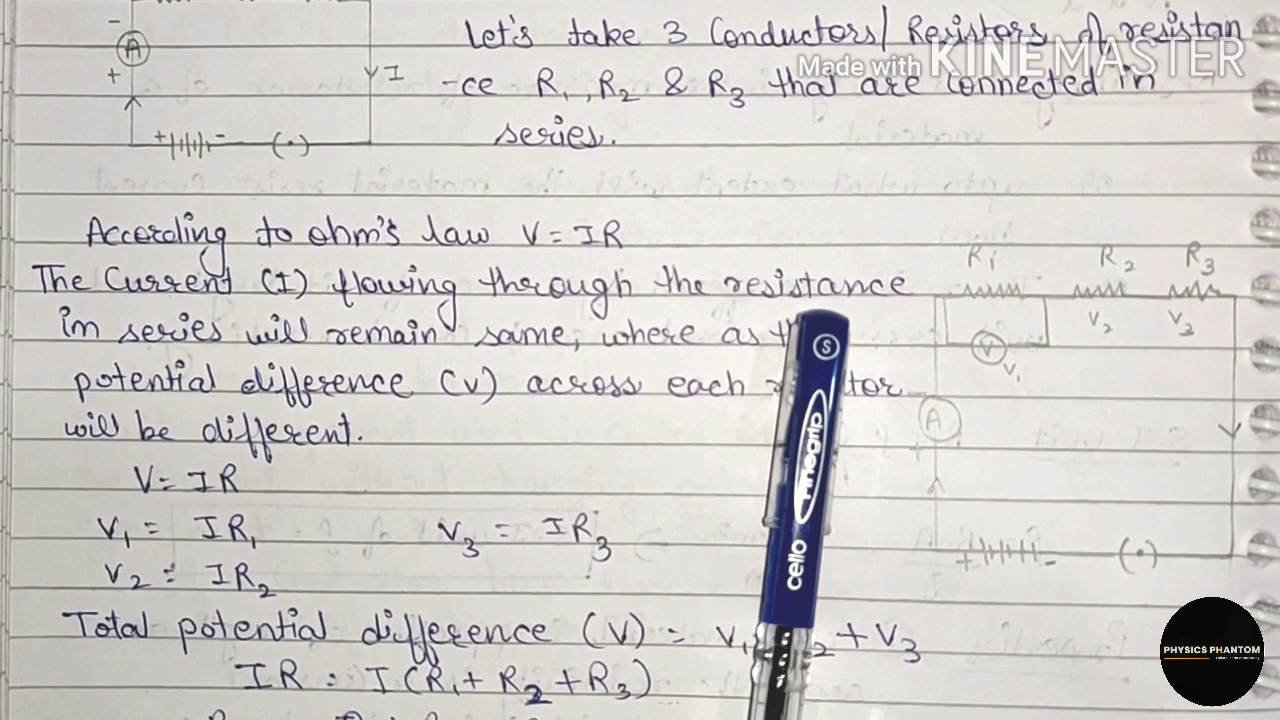 -
A
+
I
+ -
(·)
Let's take 3 Conductors/ Resistors of resistan
-ce R1, R2 & R3 that are connected in
series.
Made with KINEMASTER
According to ohm's law V = IR
The Current (I) flowing through the resistance
in series will remain same, where as
potential difference (V) across each
will be different.
V = IR
V1 = IR1 V3 = IR3
V2 = IR2
Total potential difference (V) = V1 2 + V3
IR = I (R1 + R2 + R3)
R1 R2 R3
V V1 V2 V3
A
+
+ -
(·)
S
Finegrip
cello
PHYSICS PHANTOM